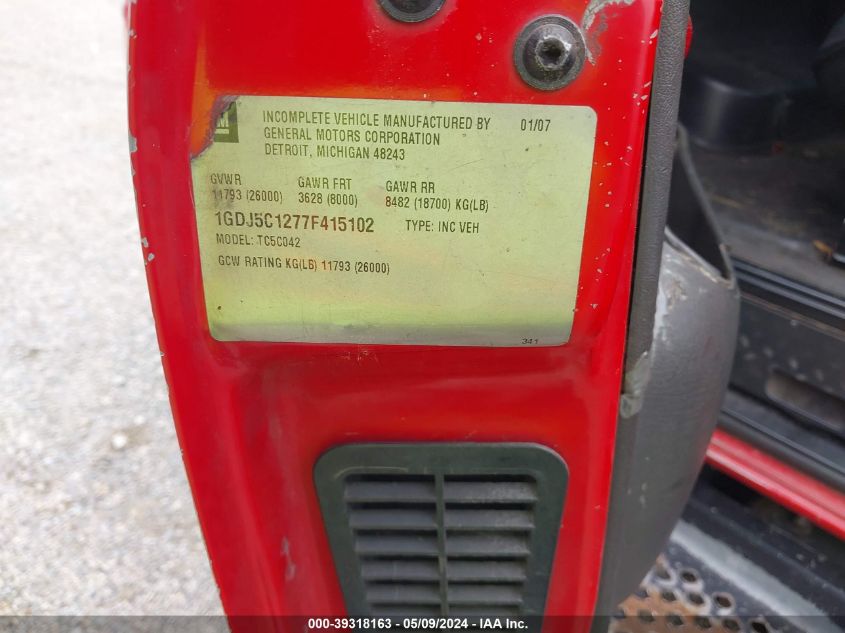 GM
INCOMPLETE VEHICLE MANUFACTURED BY 01/07
GENERAL MOTORS CORPORATION
DETROIT, MICHIGAN 48243
GVWR GAWR FRT GAWR RR
11793 (26000) 3628 (8000) 8482 (18700) KG(LB)
1GDJ5C1277F415102 TYPE: INC VEH
MODEL: TC5C042
GCW RATING KG(LB) 11793 (26000)
341
000-39318163 - 05/09/2024 - IAA Inc.